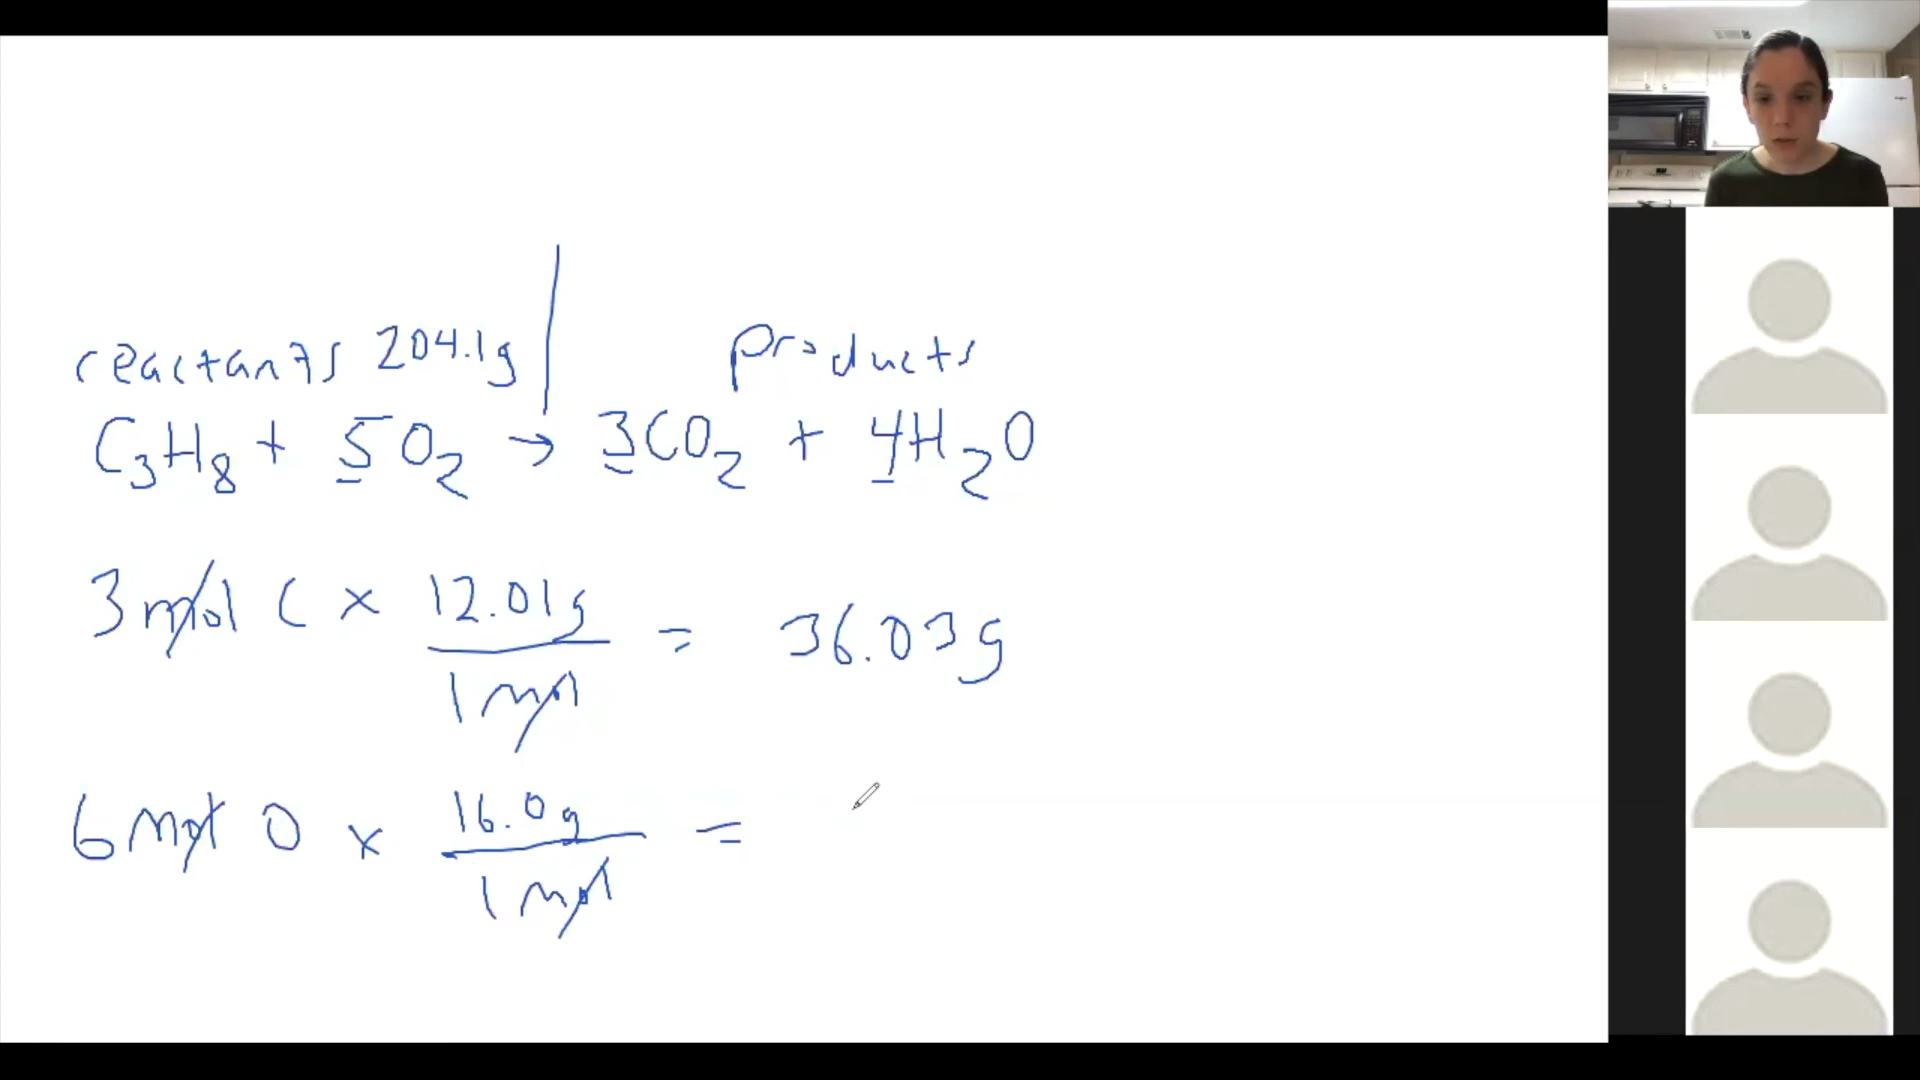 reactants 204.1g | products
C₃H₈ + 5O₂ → 3CO₂ + 4H₂O
3 mol C × 12.01g / 1 mol = 36.03g
6 mol O × 16.0g / 1 mol =